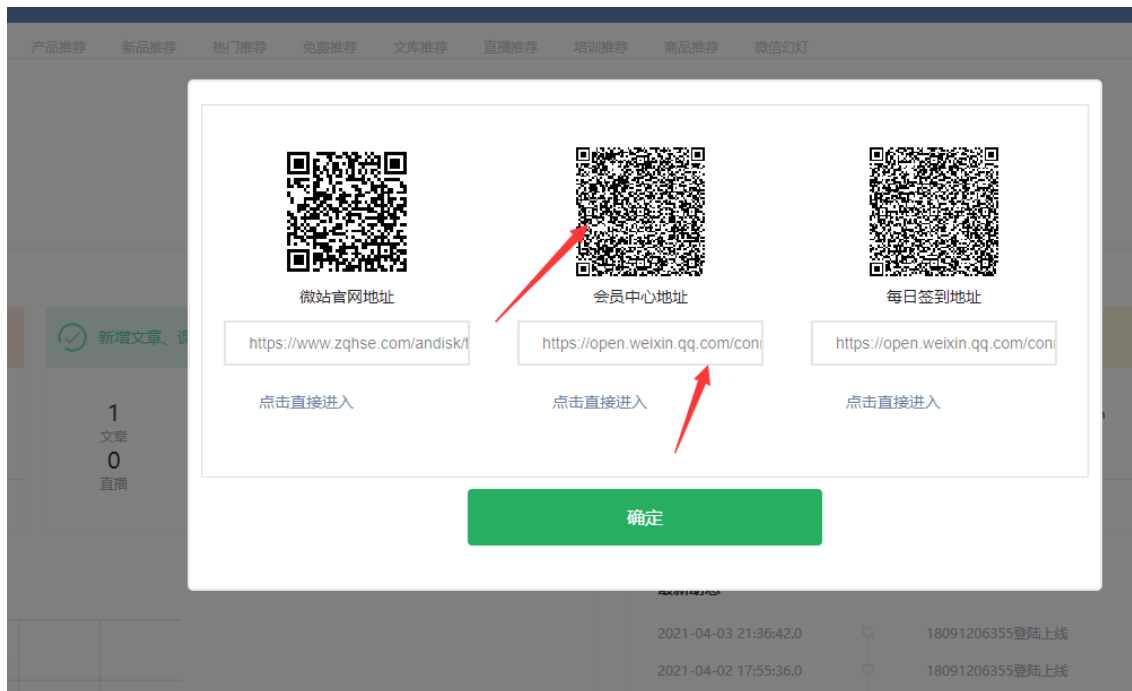 产品推荐 新品推荐 热门推荐 免费推荐 文库推荐 直播推荐 培训推荐 商品推荐 微信幻灯
微站官网地址 会员中心地址 每日签到地址
新增文章、
https://www.zqhse.com/andisk/ https://open.weixin.qq.com/con https://open.weixin.qq.com/con
点击直接进入 点击直接进入 点击直接进入
1
文章
0
直播
确定
最新动态
2021-04-03 21:36:42.0 18091206355登陆上线
2021-04-02 17:55:36.0 18091206355登陆上线